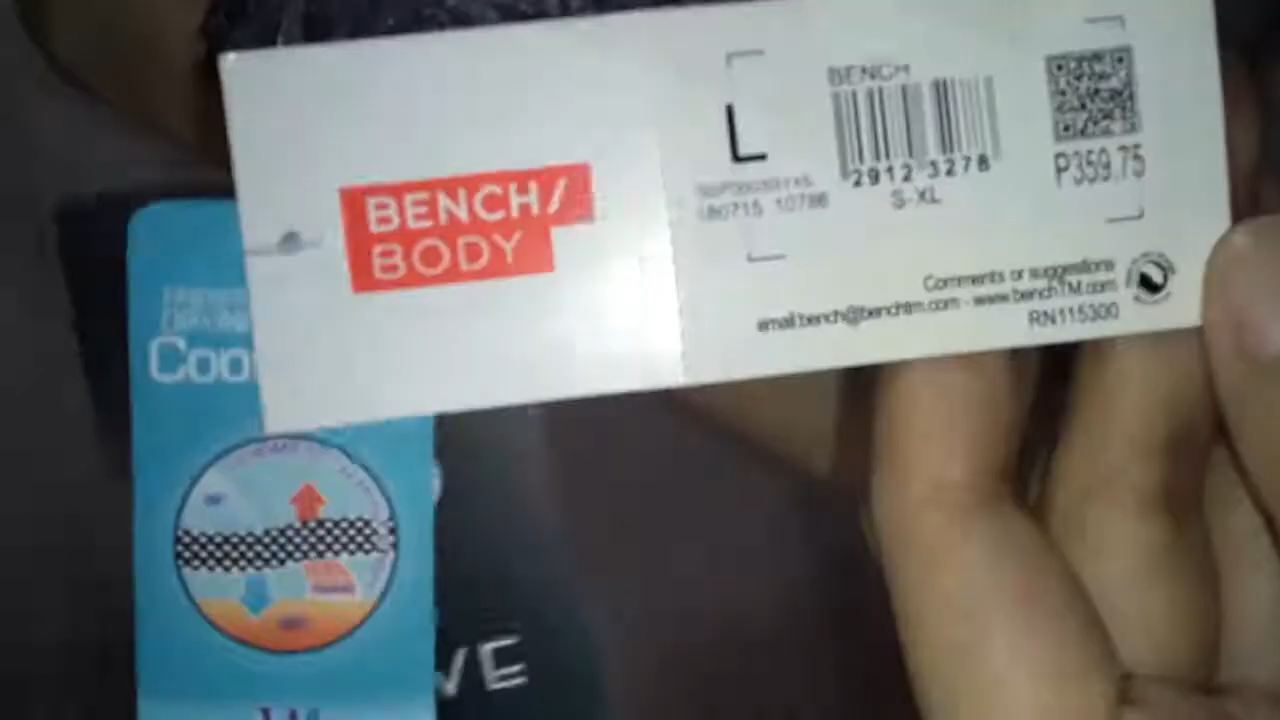 BENCH/
BODY
L
BENCH
2912 3278
S-XL
P359.75
10786
Comments or suggestions
email:bench@benchtm.com - www.benchTM.com
RN115300
Coo
VE